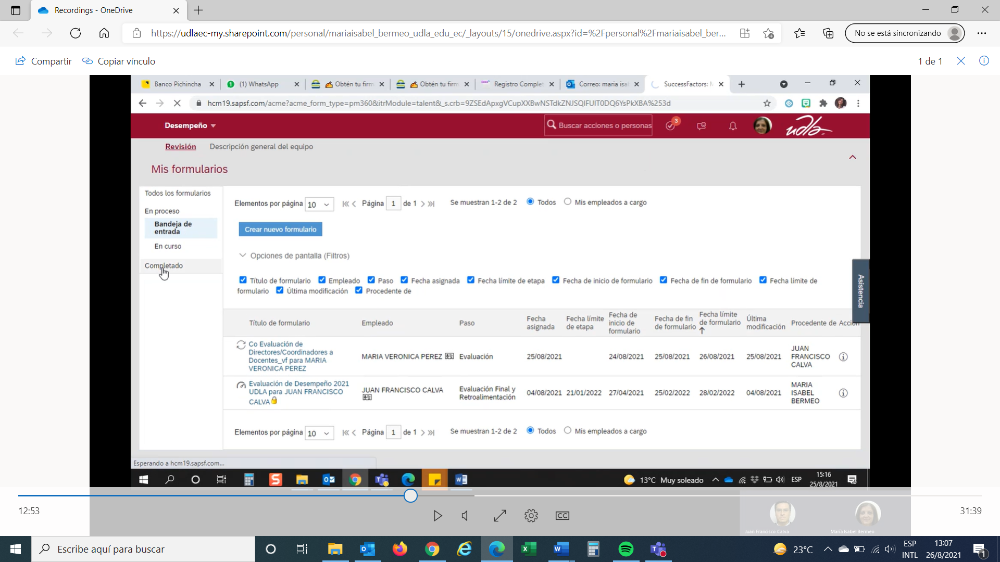 Recordings - OneDrive
https://udlaec-my.sharepoint.com/personal/mariaisabel_bermeo_udla_edu_ec/_layouts/15/onedrive.aspx?id=%2Fpersonal%2Fmariaisabel_ber...
No se está sincronizando
Compartir
Copiar vínculo
1 de 1
Banco Pichincha
(1) WhatsApp
Obtén tu firm
Obtén tu firm
Registro Complet
Correo: maria isa
SuccessFactors: M
hcm19.sapsf.com/acme?acme_form_type=pm360&itrModule=talent&_s.crb=9ZSEdApxgVCupXXBwNSTdkZNJSQIFUIT0DQ6YsPkXBA%253d
Desempeño
Buscar acciones o personas
3
udla
Revisión
Descripción general del equipo
Mis formularios
Todos los formularios
En proceso
Bandeja de
entrada
En curso
Completado
Elementos por página 10 Página 1 de 1 Se muestran 1-2 de 2 Todos Mis empleados a cargo
Crear nuevo formulario
Opciones de pantalla (Filtros)
Título de formulario Empleado Paso Fecha asignada Fecha límite de etapa Fecha de inicio de formulario Fecha de fin de formulario Fecha límite de
formulario Última modificación Procedente de
Asistencia
Título de formulario
Empleado
Paso
Fecha
asignada
Fecha límite
de etapa
Fecha de
inicio de
formulario
Fecha de fin
de formulario
Fecha límite
de formulario
Última
modificación
Procedente de
Acción
Co Evaluación de
Directores/Coordinadores a
Docentes_vf para MARIA
VERONICA PEREZ
MARIA VERONICA PEREZ
Evaluación
25/08/2021
24/08/2021
25/08/2021
26/08/2021
25/08/2021
JUAN
FRANCISCO
CALVA
Evaluación de Desempeño 2021
UDLA para JUAN FRANCISCO
CALVA
JUAN FRANCISCO CALVA
Evaluación Final y
Retroalimentación
04/08/2021
21/01/2022
27/04/2021
25/02/2022
28/02/2022
04/08/2021
MARIA
ISABEL
BERMEO
Elementos por página 10 Página 1 de 1 Se muestran 1-2 de 2 Todos Mis empleados a cargo
Esperando a hcm19.sapsf.com...
13°C Muy soleado
ESP
15:16
25/8/2021
12:53
31:39
CC
Juan Francisco Calva
Maria Isabel Bermeo
Escribe aquí para buscar
23°C
ESP
INTL
13:07
26/8/2021
1